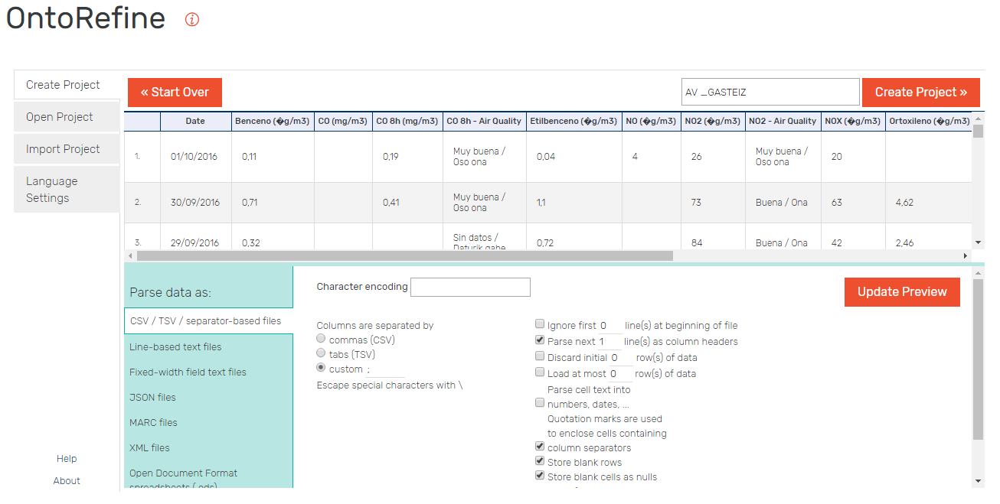 OntoRefine
Create Project
Open Project
Import Project
Language
Settings
Help
About
« Start Over
AV _GASTEIZ
Create Project »
Date Benceno (�g/m3) CO (mg/m3) CO 8h (mg/m3) CO 8h - Air Quality Etilbenceno (�g/m3) NO (�g/m3) NO2 (�g/m3) NO2 - Air Quality NOX (�g/m3) Ortoxileno (�g/m3)
1. 01/10/2016 0,11 0,19 Muy buena / Oso ona 0,04 4 26 Muy buena / Oso ona 20
2. 30/09/2016 0,71 0,41 Muy buena / Oso ona 1,1 73 Buena / Ona 63 4,62
3. 29/09/2016 0,32 Sin datos / Daturik gabe 0,72 84 Buena / Ona 42 2,46
Parse data as:
CSV / TSV / separator-based files
Line-based text files
Fixed-width field text files
JSON files
MARC files
XML files
Open Document Format
spreadsheets (.ods)
Character encoding
Update Preview
Columns are separated by
commas (CSV)
tabs (TSV)
custom ;
Escape special characters with \
Ignore first 0 line(s) at beginning of file
Parse next 1 line(s) as column headers
Discard initial 0 row(s) of data
Load at most 0 row(s) of data
Parse cell text into
numbers, dates, ...
Quotation marks are used
to enclose cells containing
column separators
Store blank rows
Store blank cells as nulls